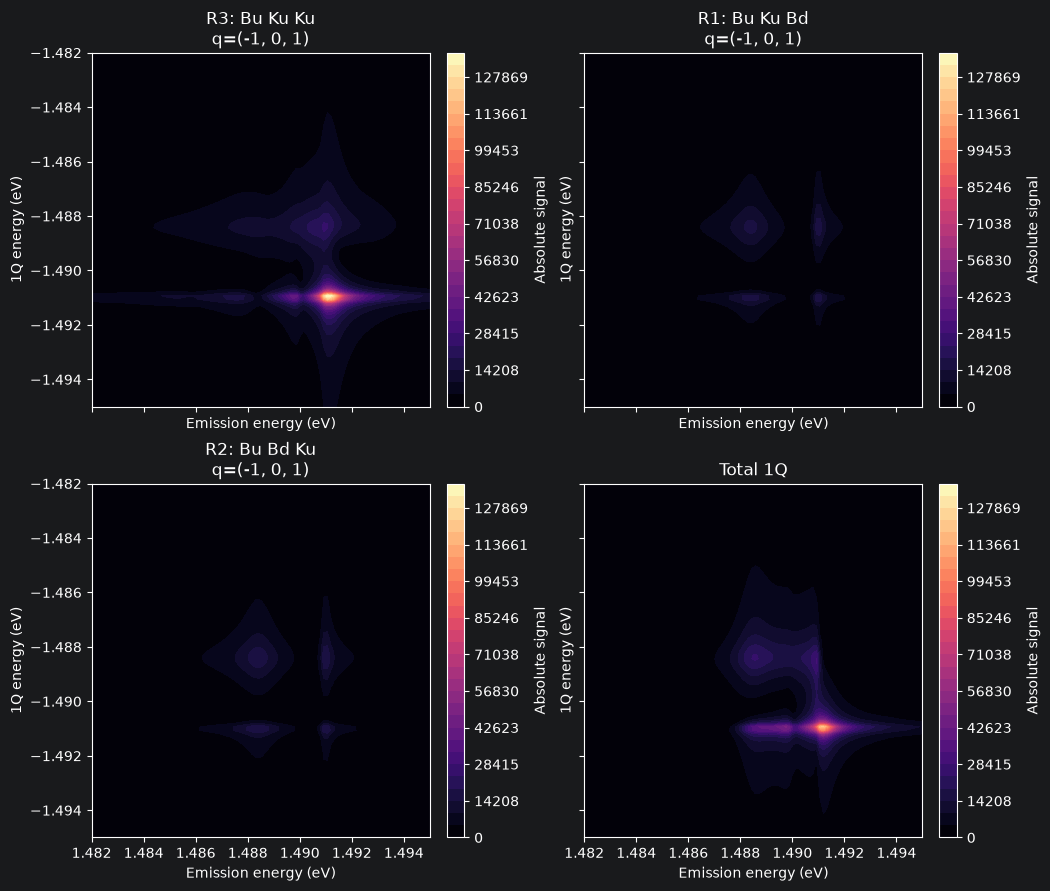 R3: Bu Ku Ku
q=(-1, 0, 1)
R1: Bu Ku Bd
q=(-1, 0, 1)
−1.482
−1.484
−1.486
−1.488
−1.490
−1.492
−1.494
1Q energy (eV)
Emission energy (eV)
127869
113661
99453
85246
71038
56830
42623
28415
14208
0
Absolute signal
1Q energy (eV)
Emission energy (eV)
127869
113661
99453
85246
71038
56830
42623
28415
14208
0
Absolute signal
R2: Bu Bd Ku
q=(-1, 0, 1)
Total 1Q
−1.482
−1.484
−1.486
−1.488
−1.490
−1.492
−1.494
1Q energy (eV)
1.482 1.484 1.486 1.488 1.490 1.492 1.494
Emission energy (eV)
127869
113661
99453
85246
71038
56830
42623
28415
14208
0
Absolute signal
1Q energy (eV)
1.482 1.484 1.486 1.488 1.490 1.492 1.494
Emission energy (eV)
127869
113661
99453
85246
71038
56830
42623
28415
14208
0
Absolute signal